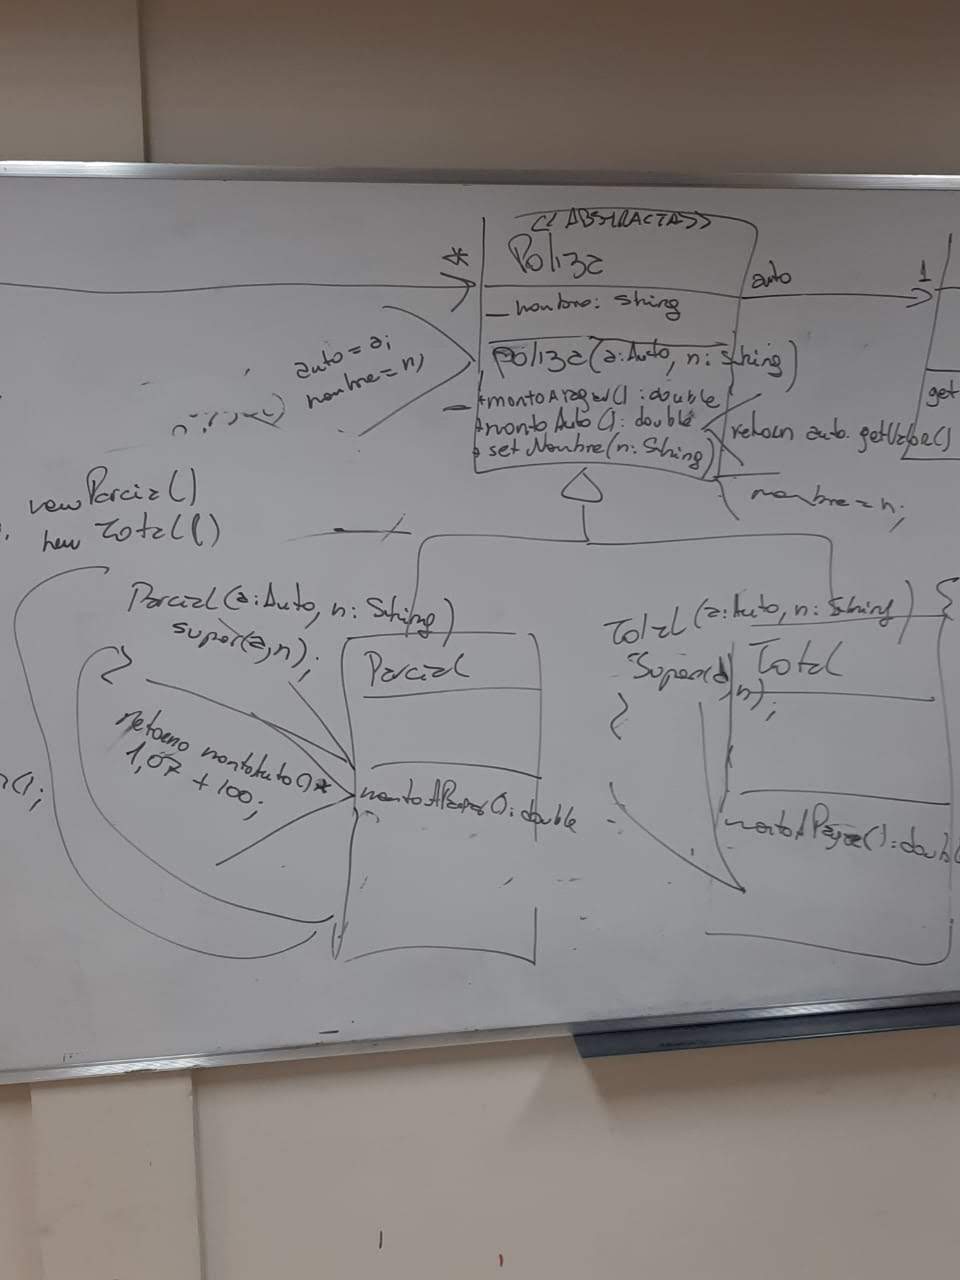 <<ABSTRACTA>>
Poliza
*
auto
1
- nombre: String
auto = a;
nombre = n;
Poliza(a: Auto, n: String)
+ montoAPagar(): double
+ montoAuto(): double
+ setNombre(n: String)
return auto.getValor()
nombre = n;
get
new Parcial()
new Total()
Parcial(a: Auto, n: String)
super(a, n);
}
Total(a: Auto, n: String) {
Super(a, n);
}
Parcial
Total
Retorno montoAuto() *
1,07 + 100;
montoAPagar(): double
montoAPagar(): double